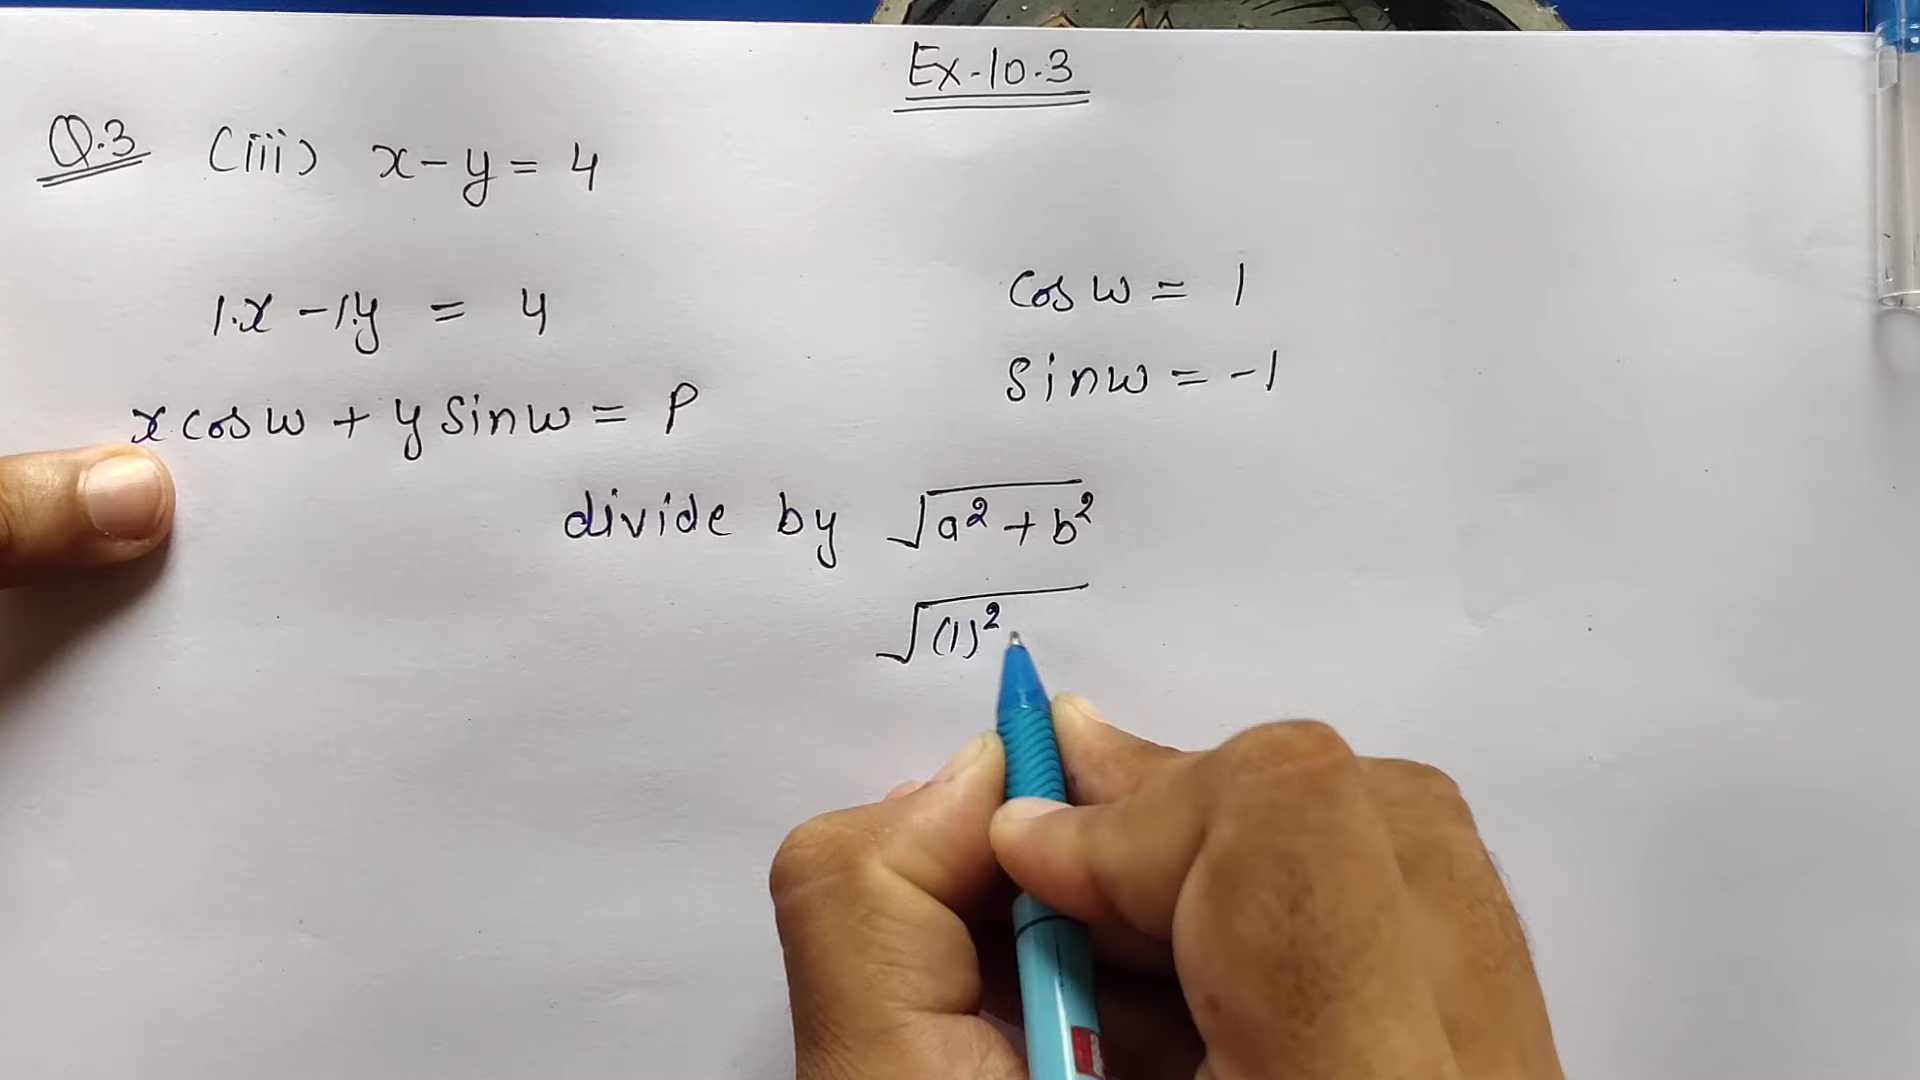 Ex-10.3
Q.3 (iii) x - y = 4
1.x - 1.y = 4
cos w = 1
sin w = -1
x cos w + y sin w = P
divide by √a² + b²
√(1)²